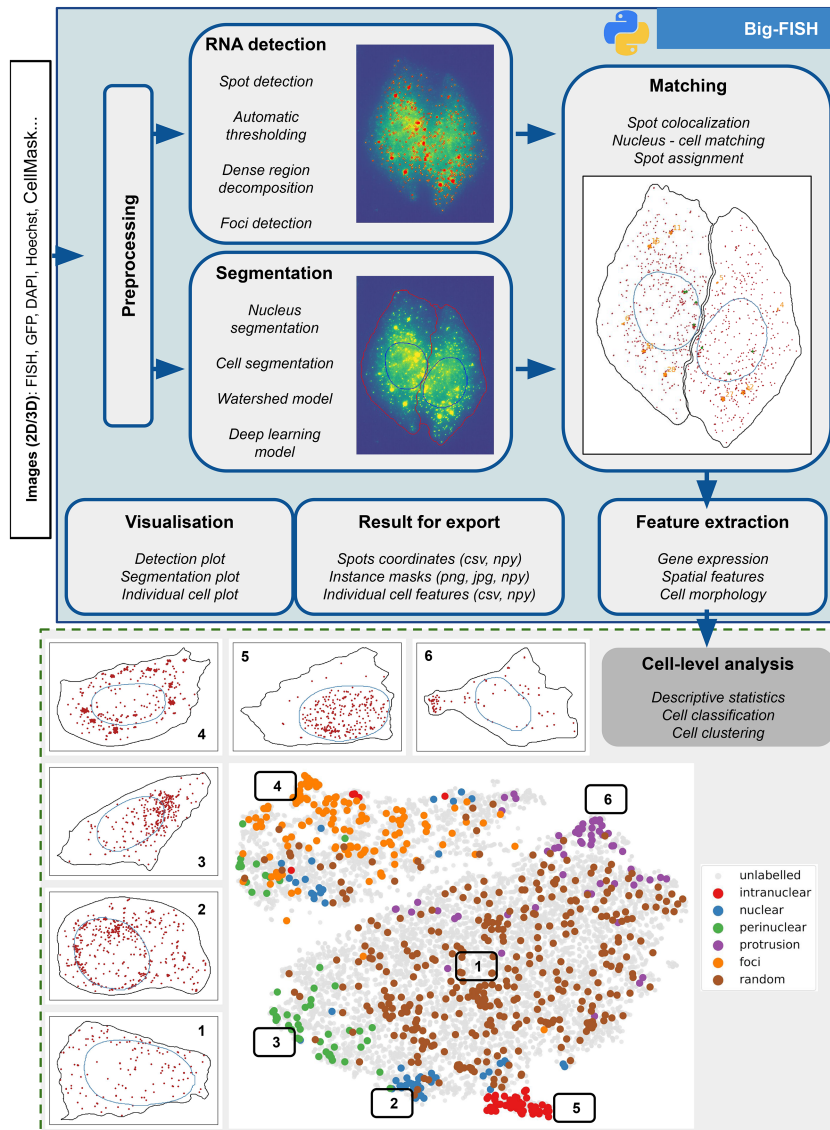 Big-FISH
Images (2D/3D): FISH, GFP, DAPI, Hoechst, CellMask...
Preprocessing
RNA detection
Spot detection
Automatic
thresholding
Dense region
decomposition
Foci detection
Segmentation
Nucleus
segmentation
Cell segmentation
Watershed model
Deep learning
model
Matching
Spot colocalization
Nucleus - cell matching
Spot assignment
Visualisation
Detection plot
Segmentation plot
Individual cell plot
Result for export
Spots coordinates (csv, npy)
Instance masks (png, jpg, npy)
Individual cell features (csv, npy)
Feature extraction
Gene expression
Spatial features
Cell morphology
Cell-level analysis
Descriptive statistics
Cell classification
Cell clustering
4
5
6
3
2
1
4
6
1
3
2
5
unlabelled
intranuclear
nuclear
perinuclear
protrusion
foci
random